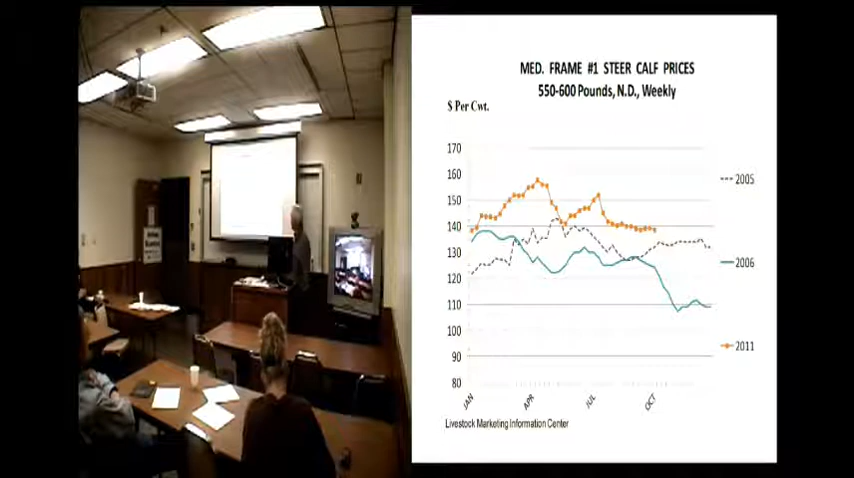 MED. FRAME #1 STEER CALF PRICES
550-600 Pounds, N.D., Weekly
$ Per Cwt.
170
160
150
140
130
120
110
100
90
80
JAN
APR
JUL
OCT
2005
2006
2011
Livestock Marketing Information Center